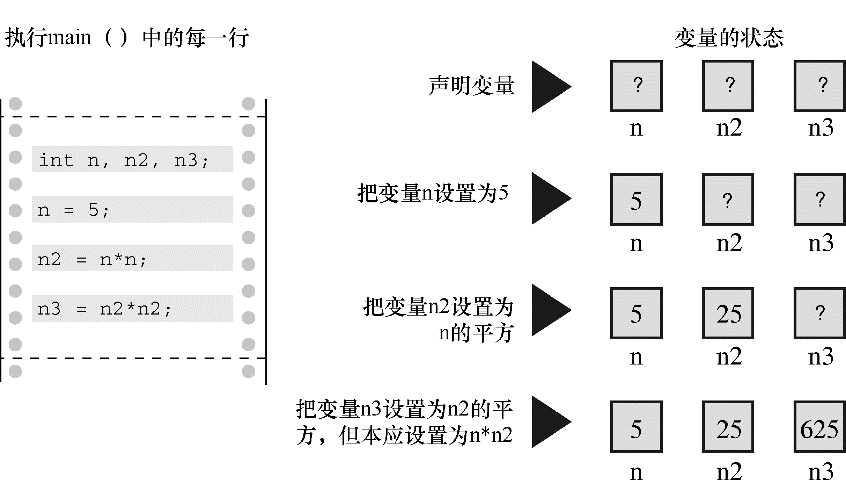 执行main（）中的每一行
变量的状态
int n, n2, n3;
n = 5;
n2 = n*n;
n3 = n2*n2;
声明变量
?
?
?
n
n2
n3
把变量n设置为5
5
?
?
n
n2
n3
把变量n2设置为
n的平方
5
25
?
n
n2
n3
把变量n3设置为n2的平
方，但本应设置为n*n2
5
25
625
n
n2
n3